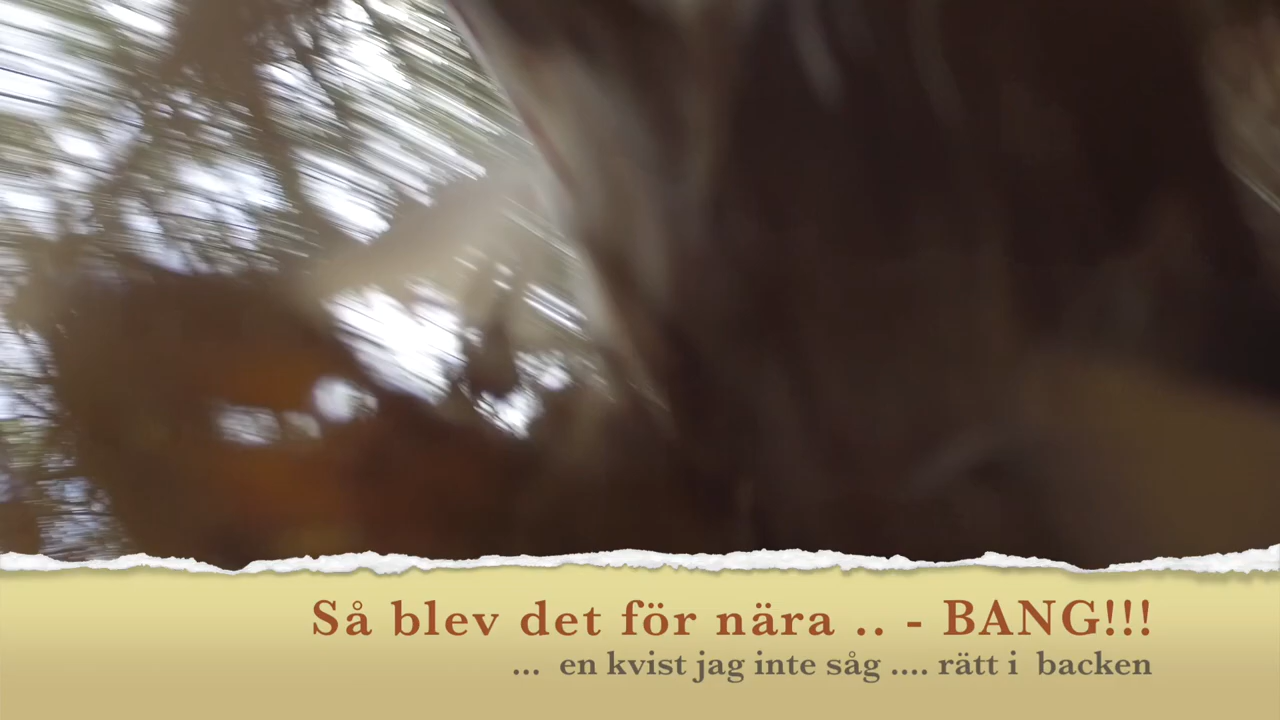 Så blev det för nära .. - BANG!!!
... en kvist jag inte såg .... rätt i backen